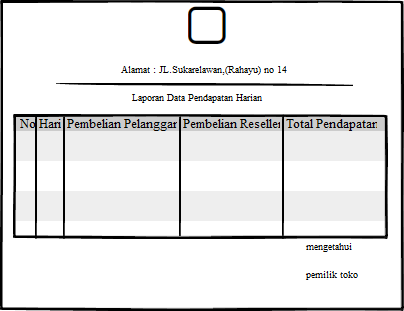 Alamat : JL.Sukarelawan,(Rahayu) no 14
Laporan Data Pendapatan Harian
No Hari Pembelian Pelanggan Pembelian Reseller Total Pendapatan
mengetahui
pemilik toko